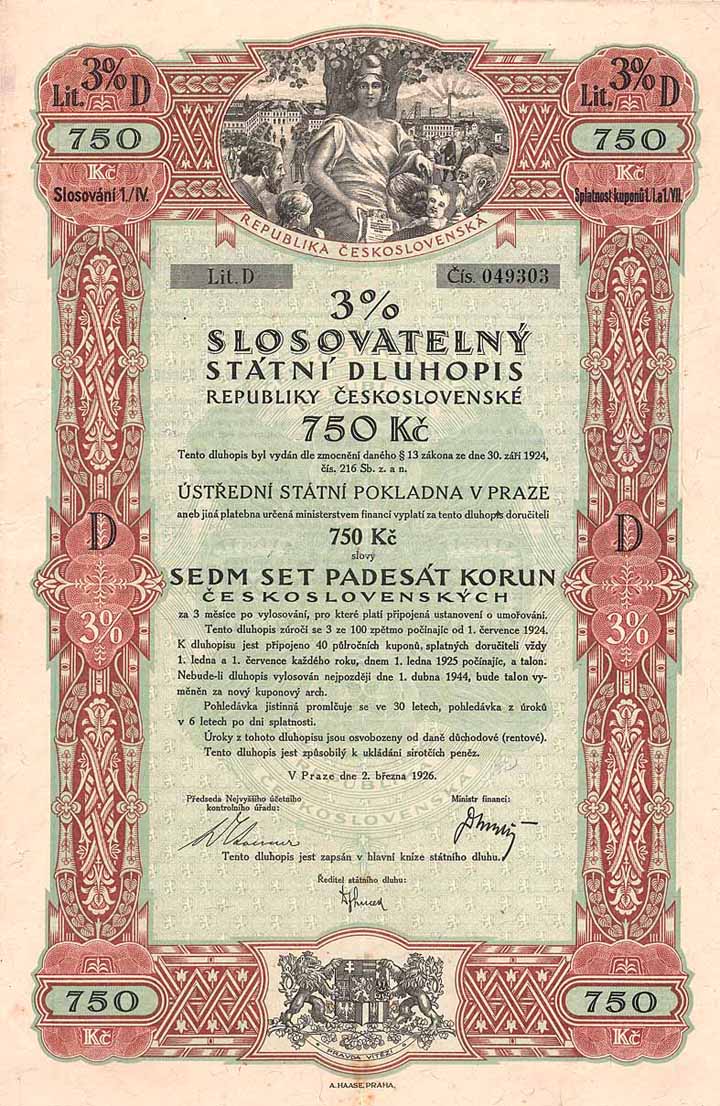 3% Lit. D
750
Kč
Slosování 1./IV.
Lit. 3% D
750
Kč
Splatnost kuponů 1./I. a 1./VII.
REPUBLIKA ČESKOSLOVENSKÁ
Lit. D
Čís. 049303
3%
SLOSOVATELNÝ
STÁTNÍ DLUHOPIS
REPUBLIKY ČESKOSLOVENSKÉ
750 Kč
Tento dluhopis byl vydán dle zmocnění daného § 13 zákona ze dne 30. září 1924,
čís. 216 Sb. z. a n.
ÚSTŘEDNÍ STÁTNÍ POKLADNA V PRAZE
aneb jiná platebna určená ministerstvem financí vyplatí za tento dluhopis doručiteli
750 Kč
slovy
SEDM SET PADESÁT KORUN
ČESKOSLOVENSKÝCH
za 3 měsíce po vylosování, pro které platí připojená ustanovení o umořování.
Tento dluhopis zúročí se 3 ze 100 zpětmo počínajíc od 1. července 1924.
K dluhopisu jest připojeno 40 půlročních kuponů, splatných doručiteli vždy
1. ledna a 1. července každého roku, dnem 1. ledna 1925 počínajíc, a talon.
Nebude-li dluhopis vylosován nejpozději dne 1. dubna 1944, bude talon vy-
měněn za nový kuponový arch.
Pohledávka jistinná promlčuje se ve 30 letech, pohledávka z úroků
v 6 letech po dni splatnosti.
Úroky z tohoto dluhopisu jsou osvobozeny od daně důchodové (rentové).
Tento dluhopis jest způsobilý k ukládání sirotčích peněz.
V Praze dne 2. března 1926.
Předseda Nejvyššího účetního
kontrolního úřadu:
Ministr financí:
Tento dluhopis jest zapsán v hlavní knize státního dluhu.
Ředitel státního dluhu:
D
3%
D
3%
750
Kč
PRAVDA VÍTĚZÍ
750
Kč
A. HAASE, PRAHA.